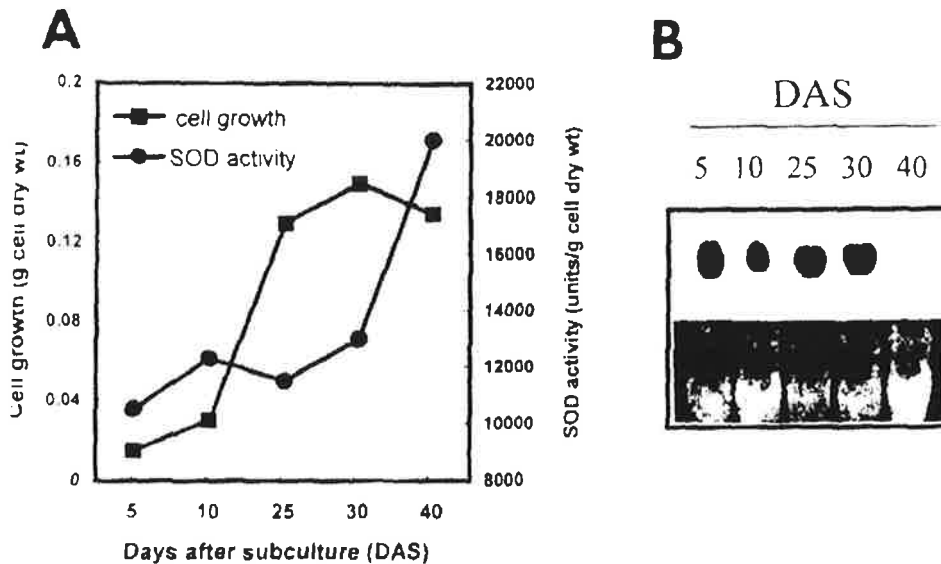 A
0.2
0.16
0.12
0.08
0.04
0
Cell growth (g cell dry wt)
cell growth
SOD activity
22000
20000
18000
16000
14000
12000
10000
8000
SOD activity (units/g cell dry wt)
5 10 25 30 40
Days after subculture (DAS)
B
DAS
5 10 25 30 40